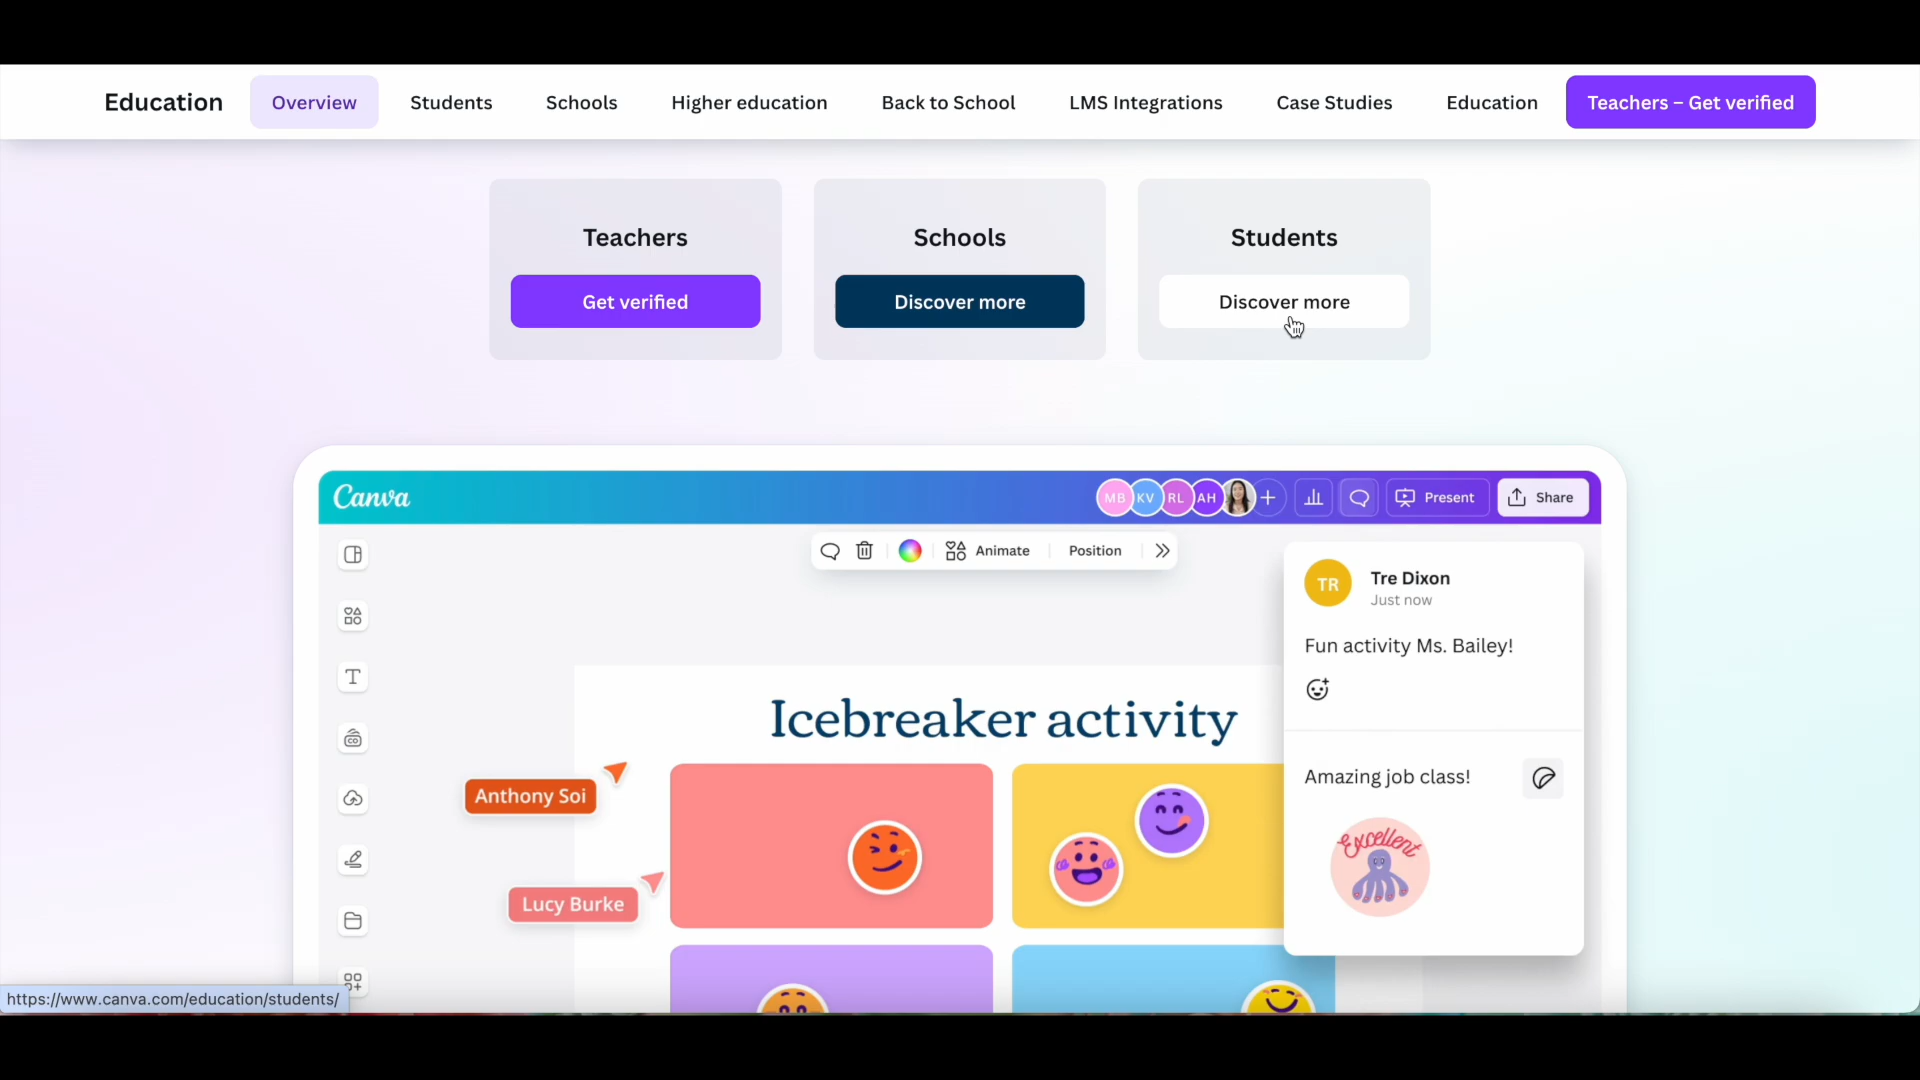 Education
Overview
Students
Schools
Higher education
Back to School
LMS Integrations
Case Studies
Education
Teachers – Get verified
Teachers
Get verified
Schools
Discover more
Students
Discover more
Canva
MB
KV
RL
AH
Present
Share
Animate
Position
TR
Tre Dixon
Just now
Fun activity Ms. Bailey!
Icebreaker activity
Amazing job class!
Excellent
Anthony Soi
Lucy Burke
T
CO
https://www.canva.com/education/students/